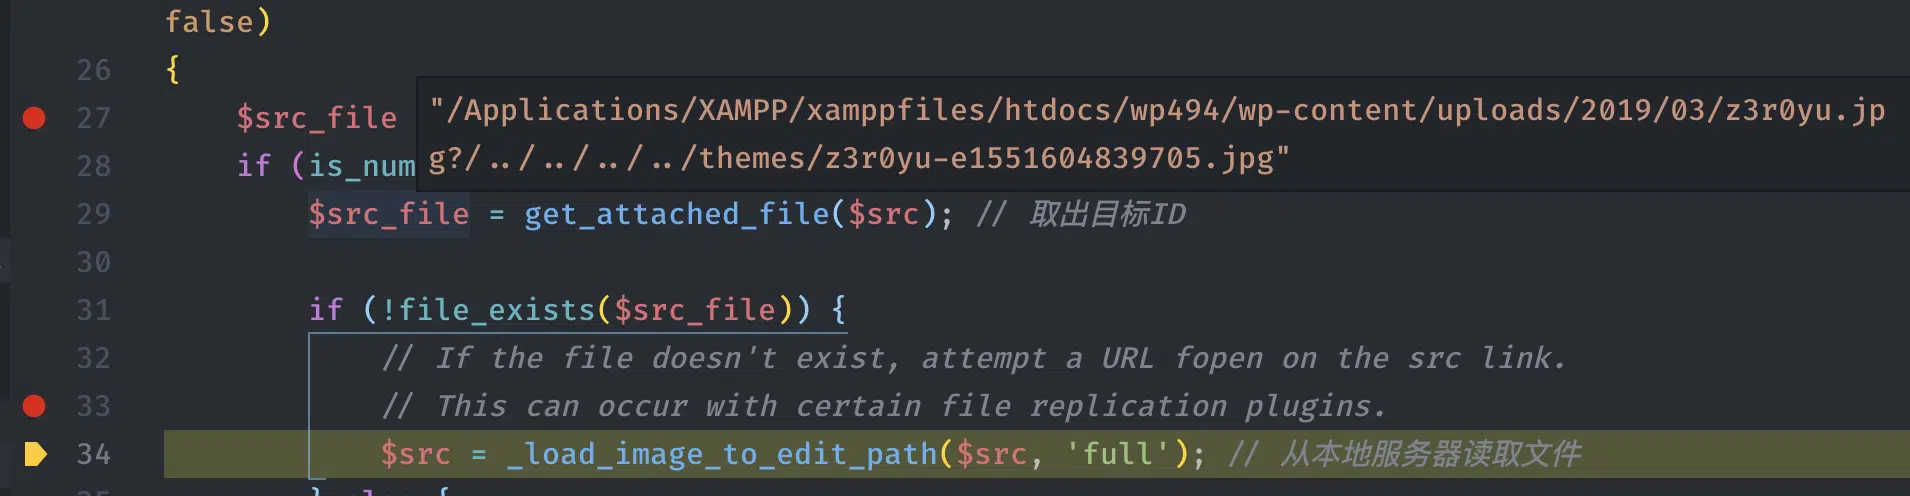 false)
26 {
27 $src_file
"/Applications/XAMPP/xamppfiles/htdocs/wp494/wp-content/uploads/2019/03/z3r0yu.jp
28 if (is_num
g?/../../../../themes/z3r0yu-e1551604839705.jpg"
29 $src_file = get_attached_file($src); // 取出目标ID
30
31 if (!file_exists($src_file)) {
32 // If the file doesn't exist, attempt a URL fopen on the src link.
33 // This can occur with certain file replication plugins.
34 $src = _load_image_to_edit_path($src, 'full'); // 从本地服务器读取文件